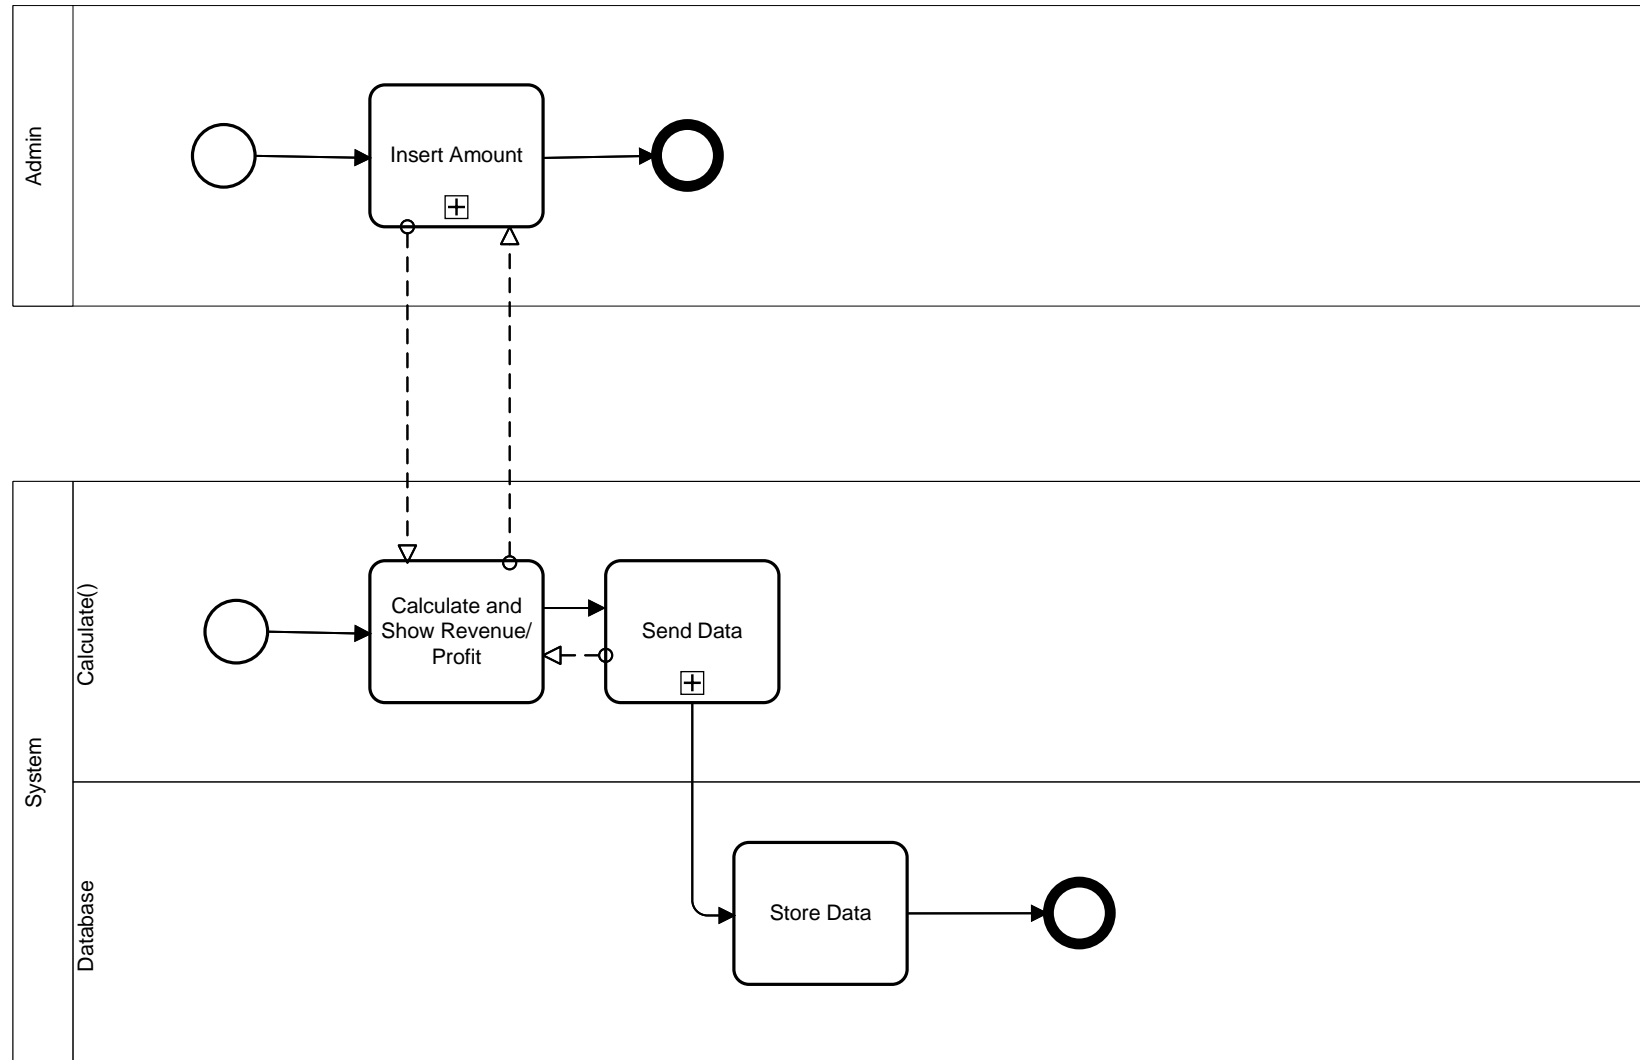 Admin
Insert Amount
System
Calculate()
Calculate and
Show Revenue/
Profit
Send Data
Database
Store Data